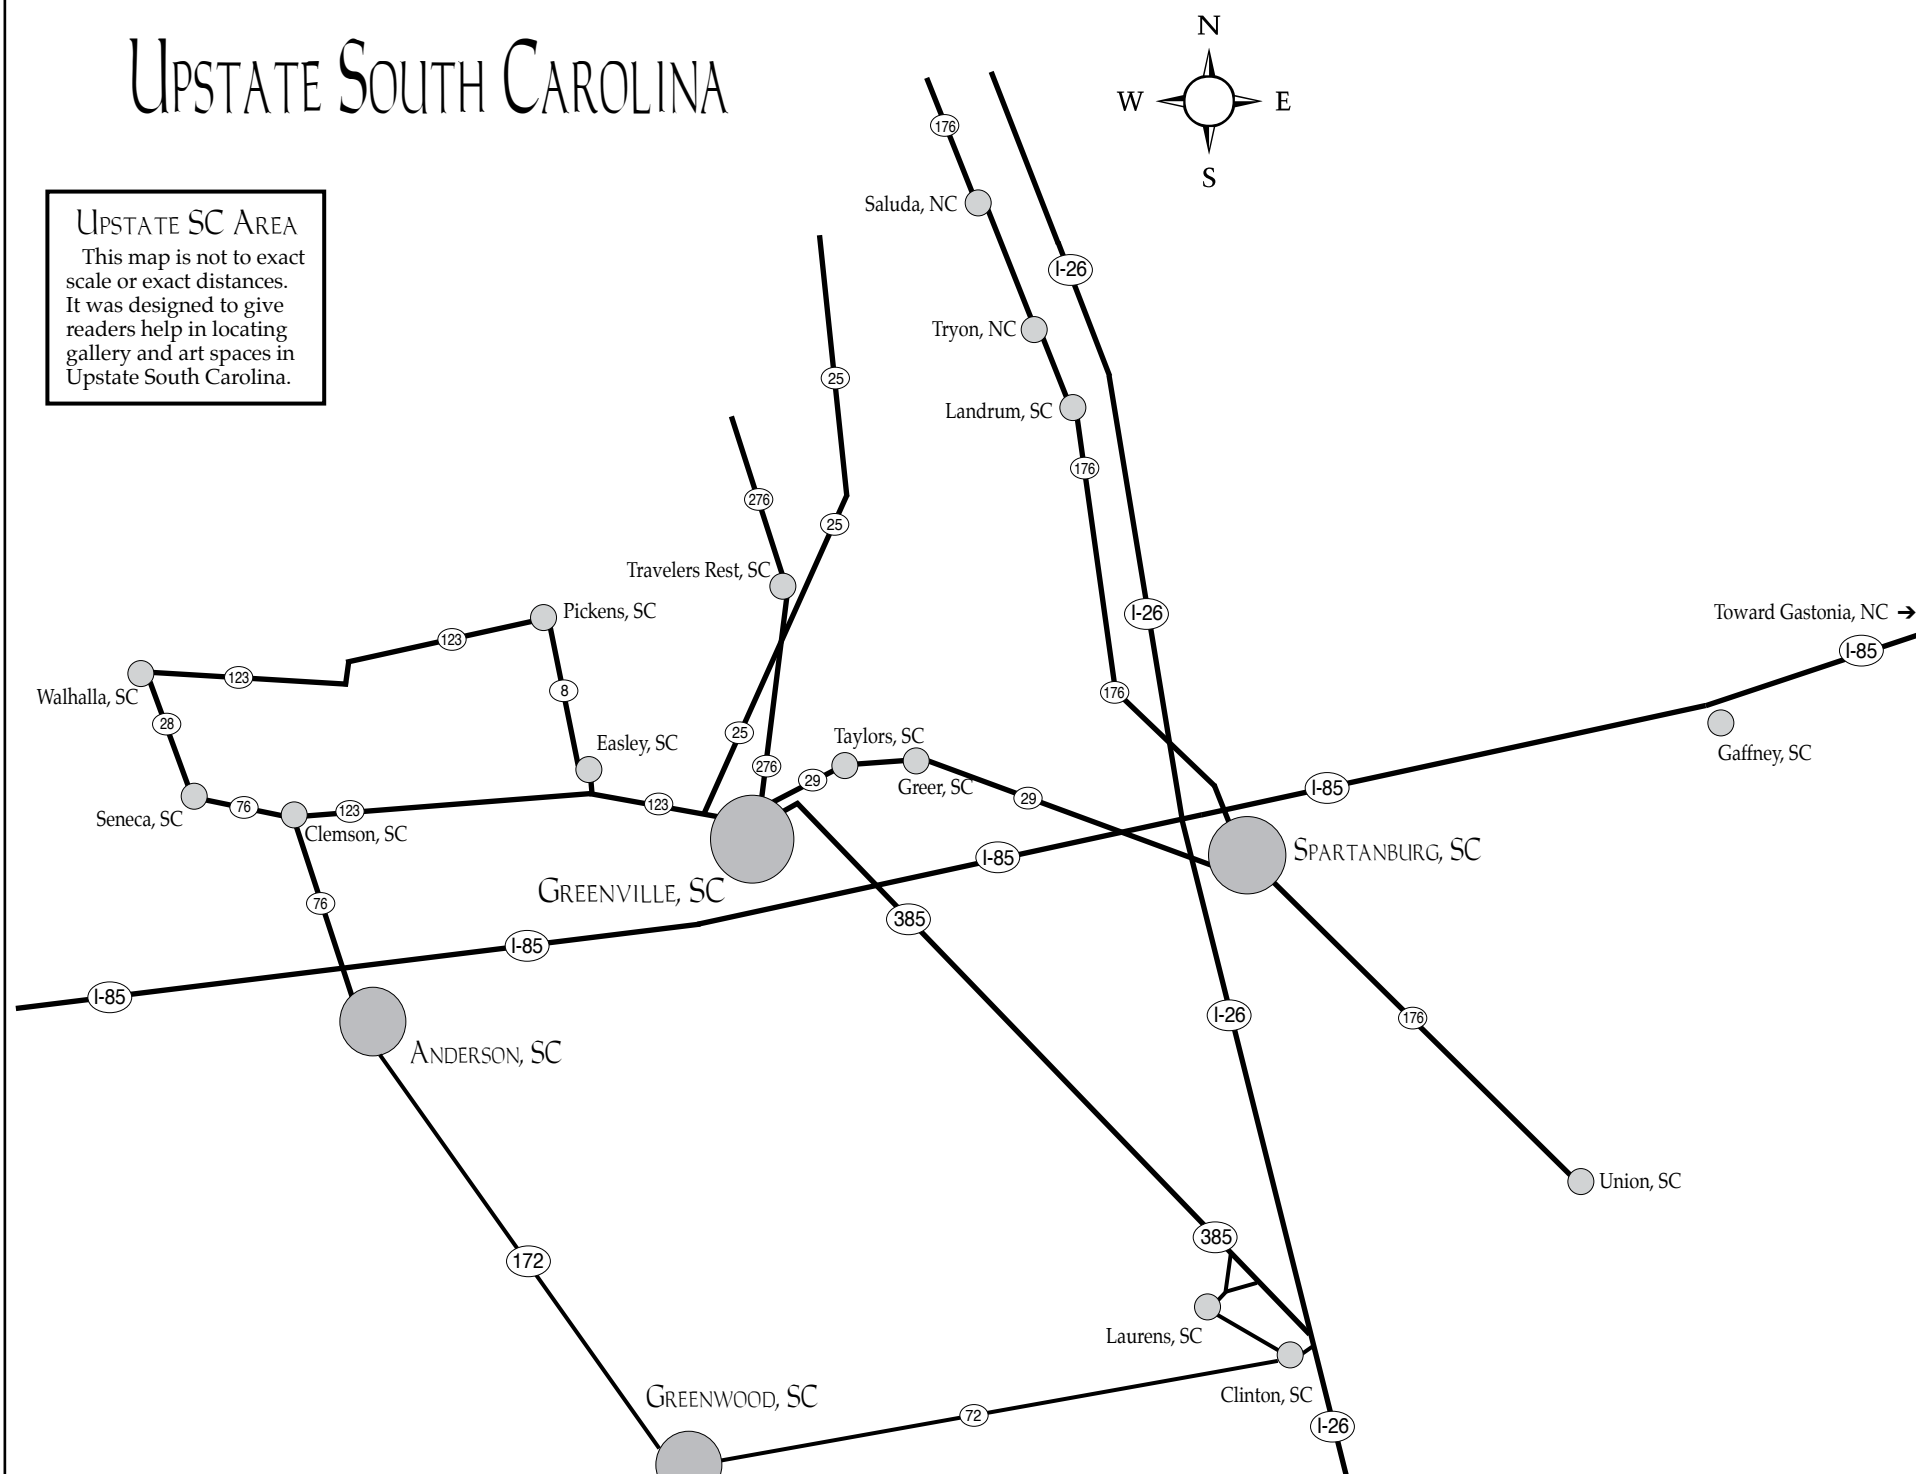 UPSTATE SOUTH CAROLINA
N
W E
S
UPSTATE SC AREA
This map is not to exact
scale or exact distances.
It was designed to give
readers help in locating
gallery and art spaces in
Upstate South Carolina.
176
Saluda, NC
I-26
Tryon, NC
25
Landrum, SC
176
276
25
Travelers Rest, SC
Pickens, SC
I-26
Toward Gastonia, NC ➔
123
I-85
123
Walhalla, SC
8
176
28
25
Gaffney, SC
Easley, SC
Taylors, SC
276
29
Greer, SC
29
I-85
Seneca, SC
76
123
123
Clemson, SC
SPARTANBURG, SC
I-85
GREENVILLE, SC
76
385
I-85
I-85
I-26
176
ANDERSON, SC
Union, SC
385
172
Laurens, SC
GREENWOOD, SC
Clinton, SC
72
I-26